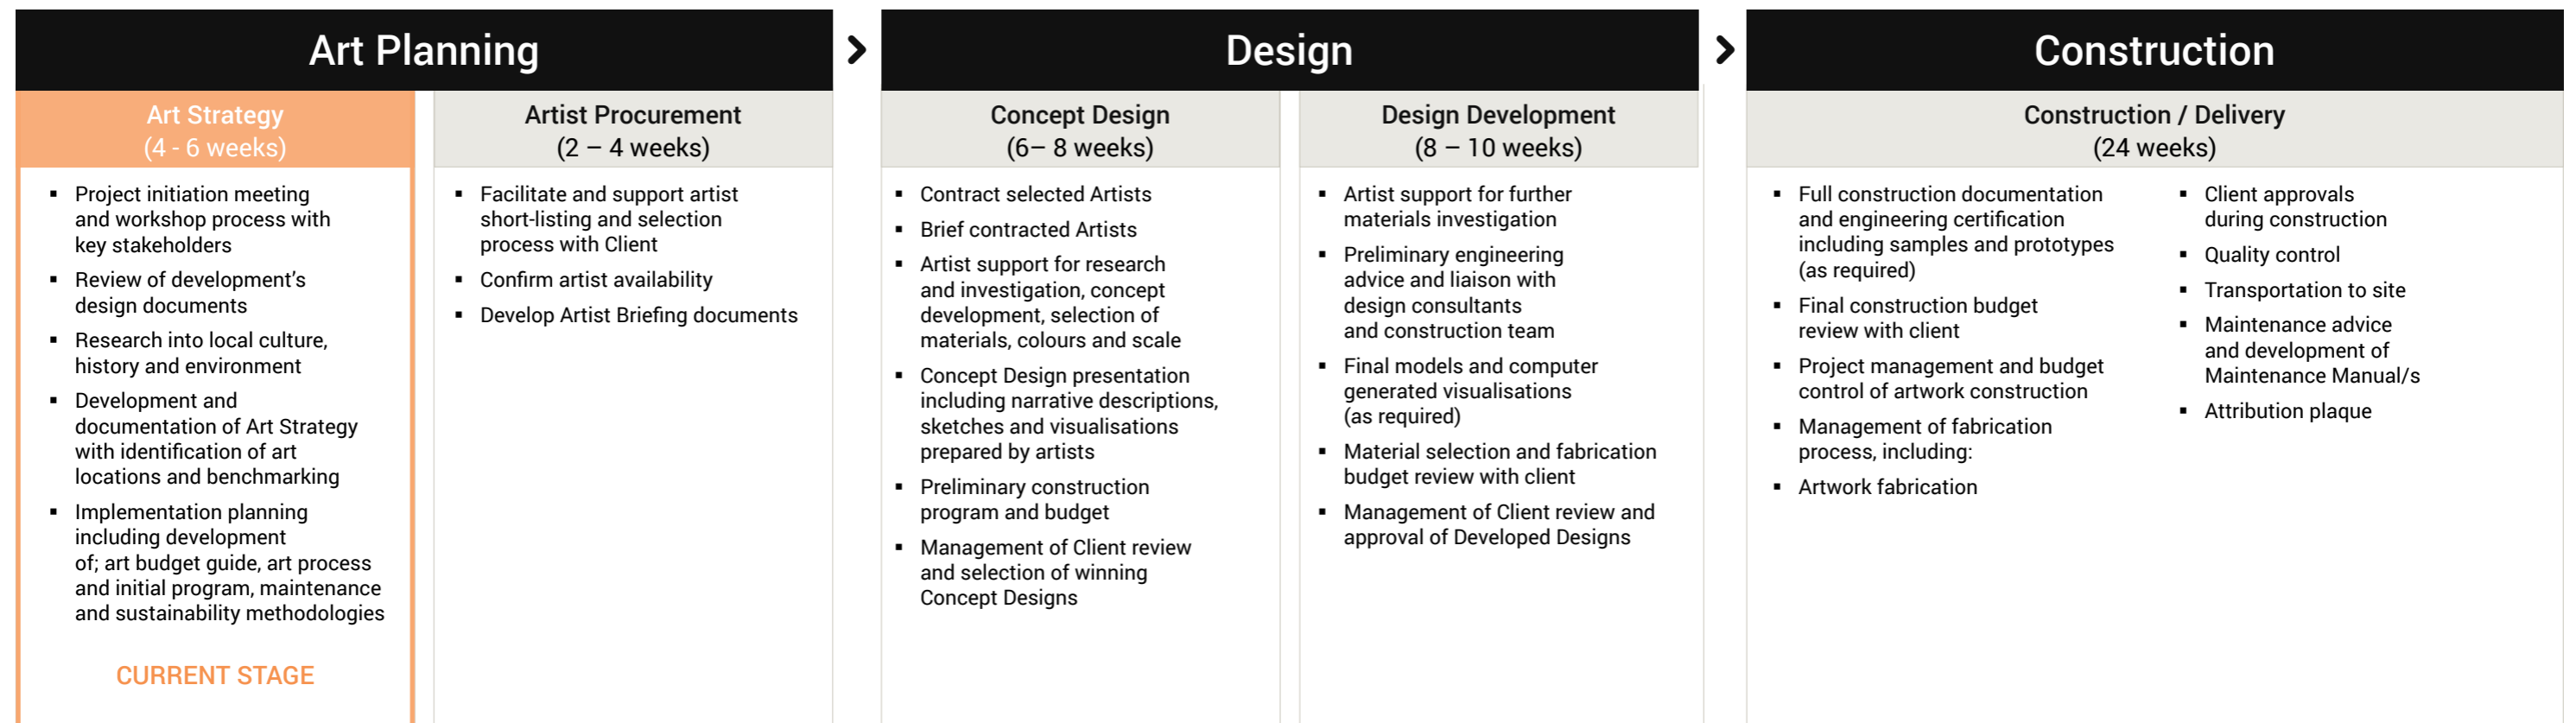 Art Planning
Art Strategy
(4 - 6 weeks)
▪ Project initiation meeting
and workshop process with
key stakeholders
▪ Review of development’s
design documents
▪ Research into local culture,
history and environment
▪ Development and
documentation of Art Strategy
with identification of art
locations and benchmarking
▪ Implementation planning
including development
of; art budget guide, art process
and initial program, maintenance
and sustainability methodologies
CURRENT STAGE
Artist Procurement
(2 – 4 weeks)
▪ Facilitate and support artist
short-listing and selection
process with Client
▪ Confirm artist availability
▪ Develop Artist Briefing documents
Design
Concept Design
(6– 8 weeks)
▪ Contract selected Artists
▪ Brief contracted Artists
▪ Artist support for research
and investigation, concept
development, selection of
materials, colours and scale
▪ Concept Design presentation
including narrative descriptions,
sketches and visualisations
prepared by artists
▪ Preliminary construction
program and budget
▪ Management of Client review
and selection of winning
Concept Designs
Design Development
(8 – 10 weeks)
▪ Artist support for further
materials investigation
▪ Preliminary engineering
advice and liaison with
design consultants
and construction team
▪ Final models and computer
generated visualisations
(as required)
▪ Material selection and fabrication
budget review with client
▪ Management of Client review and
approval of Developed Designs
Construction
Construction / Delivery
(24 weeks)
▪ Full construction documentation
and engineering certification
including samples and prototypes
(as required)
▪ Final construction budget
review with client
▪ Project management and budget
control of artwork construction
▪ Management of fabrication
process, including:
▪ Artwork fabrication
▪ Client approvals
during construction
▪ Quality control
▪ Transportation to site
▪ Maintenance advice
and development of
Maintenance Manual/s
▪ Attribution plaque